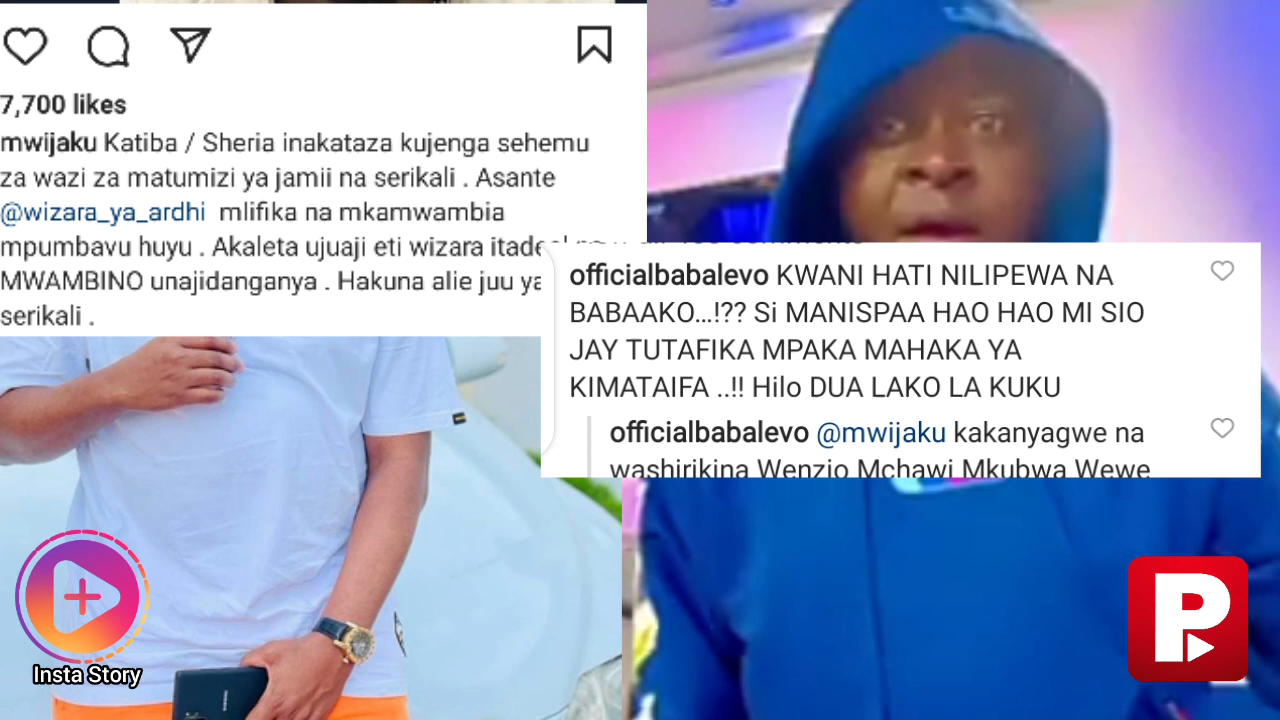 7,700 likes
mwijaku Katiba / Sheria inakataza kujenga sehemu
za wazi za matumizi ya jamii na serikali . Asante
@wizara_ya_ardhi mlifika na mkamwambia
mpumbavu huyu . Akaleta ujuaji eti wizara
MWAMBINO unajidanganya . Hakuna alie juu ya
serikali .
officialbabalevo KWANI HATI NILIPEWA NA
BABAAKO...!?? Si MANISPAA HAO HAO MI SIO
JAY TUTAFIKA MPAKA MAHAKA YA
KIMATAIFA ..!! Hilo DUA LAKO LA KUKU
officialbabalevo @mwijaku kakanyagwe na
washirikina Wenzio Mchawi Mkubwa Wewe
Insta Story
P